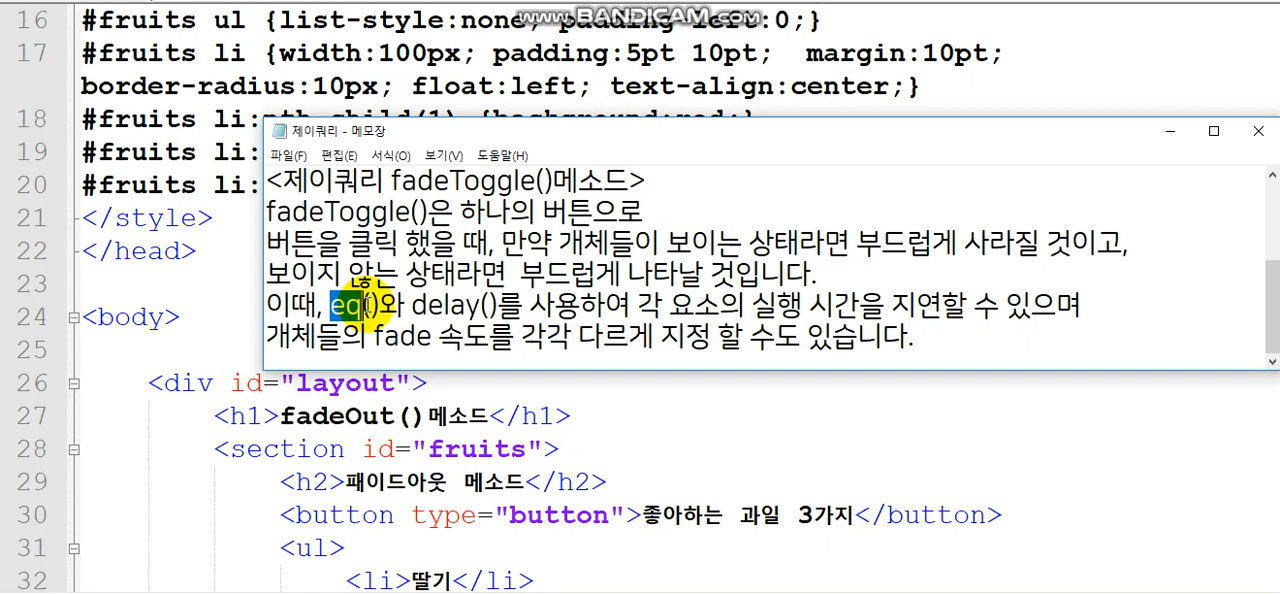 www.BANDICAM.com
16 #fruits ul {list-style:none; padding-left:0;}
17 #fruits li {width:100px; padding:5pt 10pt;  margin:10pt;
border-radius:10px; float:left; text-align:center;}
18 #fruits li:nth-child(1) {background:red;}
19 #fruits li:
20 #fruits li:
21 </style>
22 </head>
23
24 <body>
25
26 <div id="layout">
27 <h1>fadeOut()메소드</h1>
28 <section id="fruits">
29 <h2>패이드아웃 메소드</h2>
30 <button type="button">좋아하는 과일 3가지</button>
31 <ul>
32 <li>딸기</li>
제이쿼리 - 메모장
파일(F) 편집(E) 서식(O) 보기(V) 도움말(H)
<제이쿼리 fadeToggle()메소드>
fadeToggle()은 하나의 버튼으로
버튼을 클릭 했을 때, 만약 개체들이 보이는 상태라면 부드럽게 사라질 것이고,
보이지 않는 상태라면  부드럽게 나타날 것입니다.
이때, eq()와 delay()를 사용하여 각 요소의 실행 시간을 지연할 수 있으며
개체들의 fade 속도를 각각 다르게 지정 할 수도 있습니다.